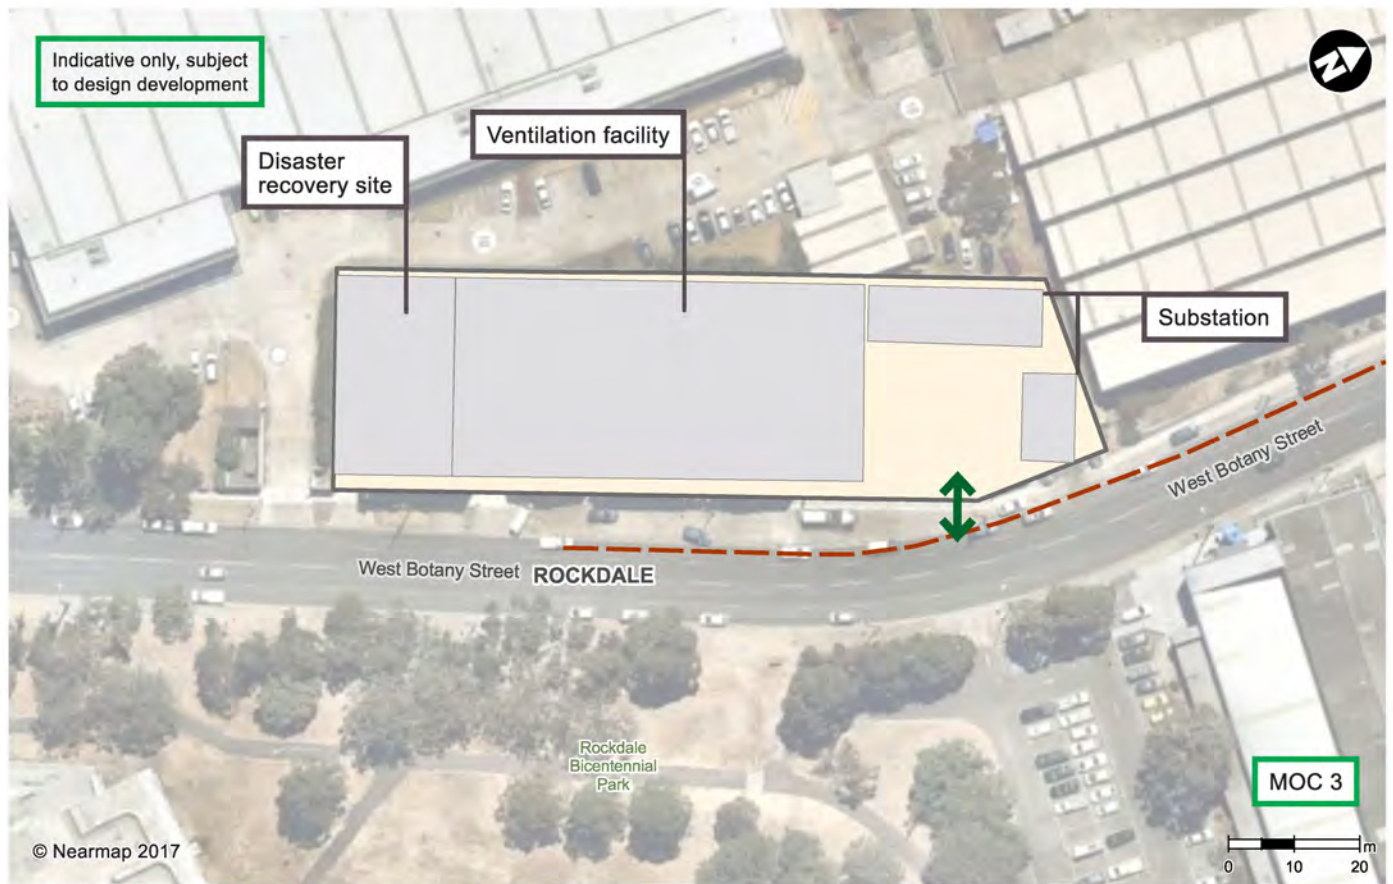 Indicative only, subject
to design development
N
Ventilation facility
Disaster
recovery site
Substation
West Botany Street
West Botany Street
ROCKDALE
Rockdale
Bicentennial
Park
MOC 3
© Nearmap 2017
m
0 10 20